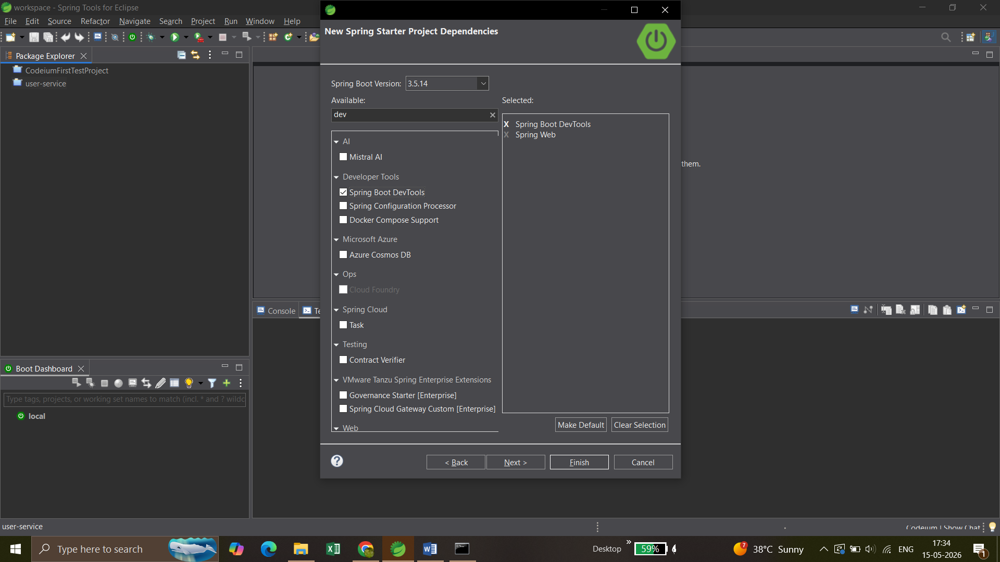 workspace - Spring Tools for Eclipse
File Edit Source Refactor Navigate Search Project Run Window Help
Package Explorer
CodeiumFirstTestProject
user-service
New Spring Starter Project Dependencies
Spring Boot Version: 3.5.14
Available:
Selected:
dev
AI
Mistral AI
Developer Tools
Spring Boot DevTools
Spring Configuration Processor
Docker Compose Support
Microsoft Azure
Azure Cosmos DB
Ops
Cloud Foundry
Spring Cloud
Task
Testing
Contract Verifier
VMware Tanzu Spring Enterprise Extensions
Governance Starter [Enterprise]
Spring Cloud Gateway Custom [Enterprise]
Web
X Spring Boot DevTools
X Spring Web
Make Default Clear Selection
< Back Next > Finish Cancel
them.
Console
Te
Boot Dashboard
Type tags, projects, or working set names to match (incl. * and ? wildc
local
user-service
Codeium | Show Chat
Type here to search
Desktop
59%
7
38°C Sunny
ENG
17:34
15-05-2026
1